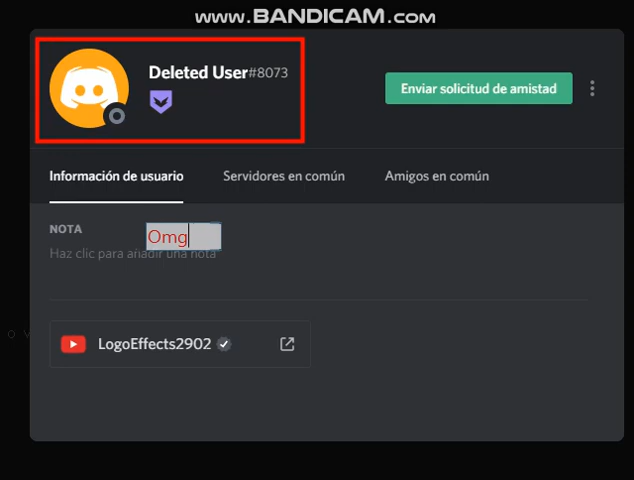 www.BANDICAM.com
Deleted User#8073
Enviar solicitud de amistad
Información de usuario
Servidores en común
Amigos en común
NOTA
Omg
Haz clic para añadir una nota
LogoEffects2902